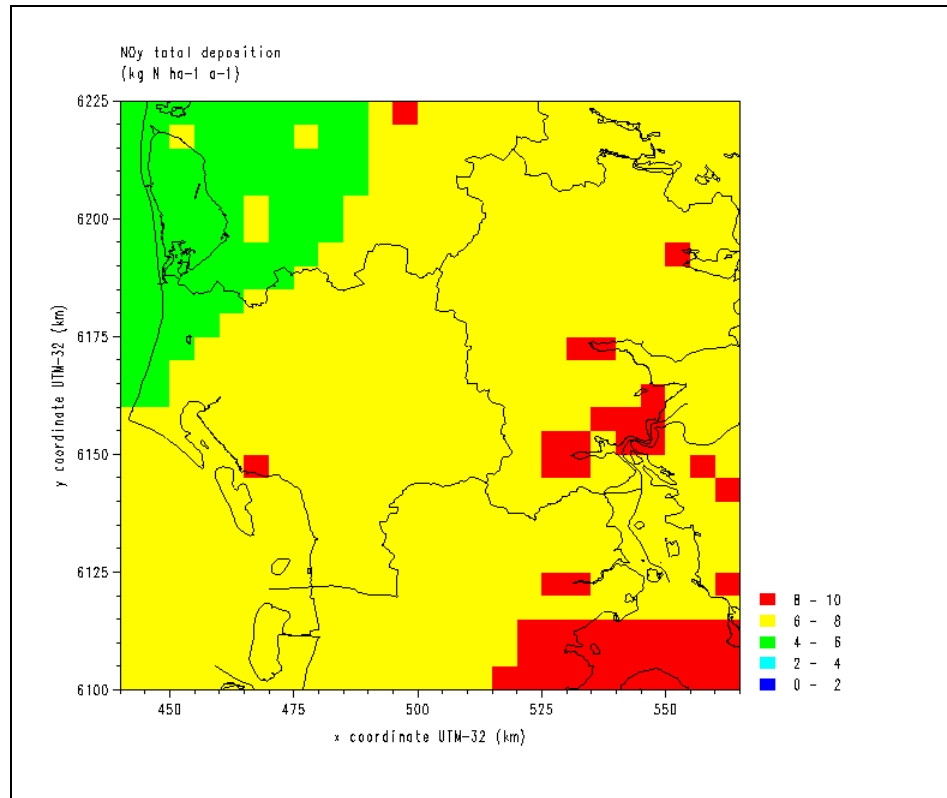 NOy total deposition
(kg N ha-1 a-1)
6225
6200
6175
6150
6125
6100
y coordinate UTM-32 (km)
450 475 500 525 550
x coordinate UTM-32 (km)
8 - 10
6 - 8
4 - 6
2 - 4
0 - 2